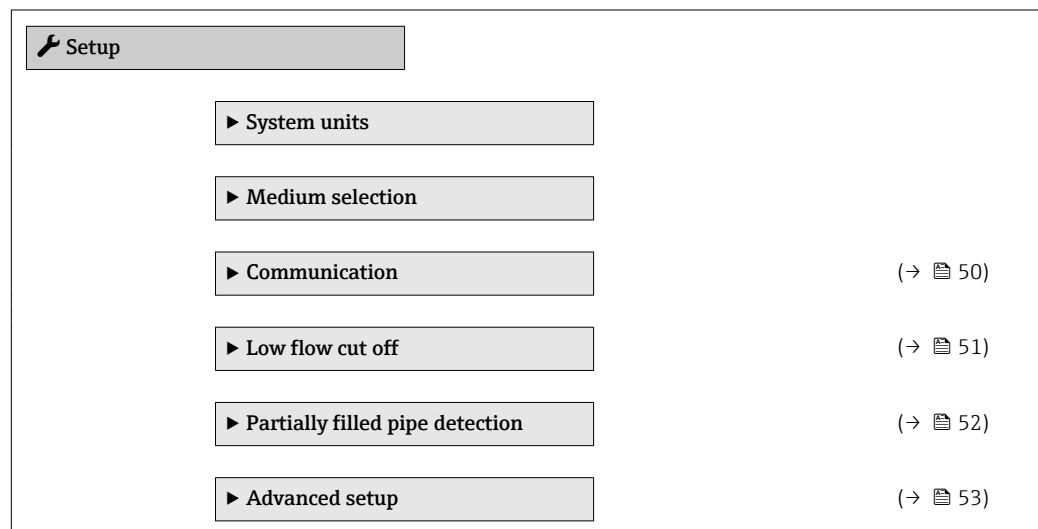 Setup
► System units
► Medium selection
► Communication (→ 50)
► Low flow cut off (→ 51)
► Partially filled pipe detection (→ 52)
► Advanced setup (→ 53)